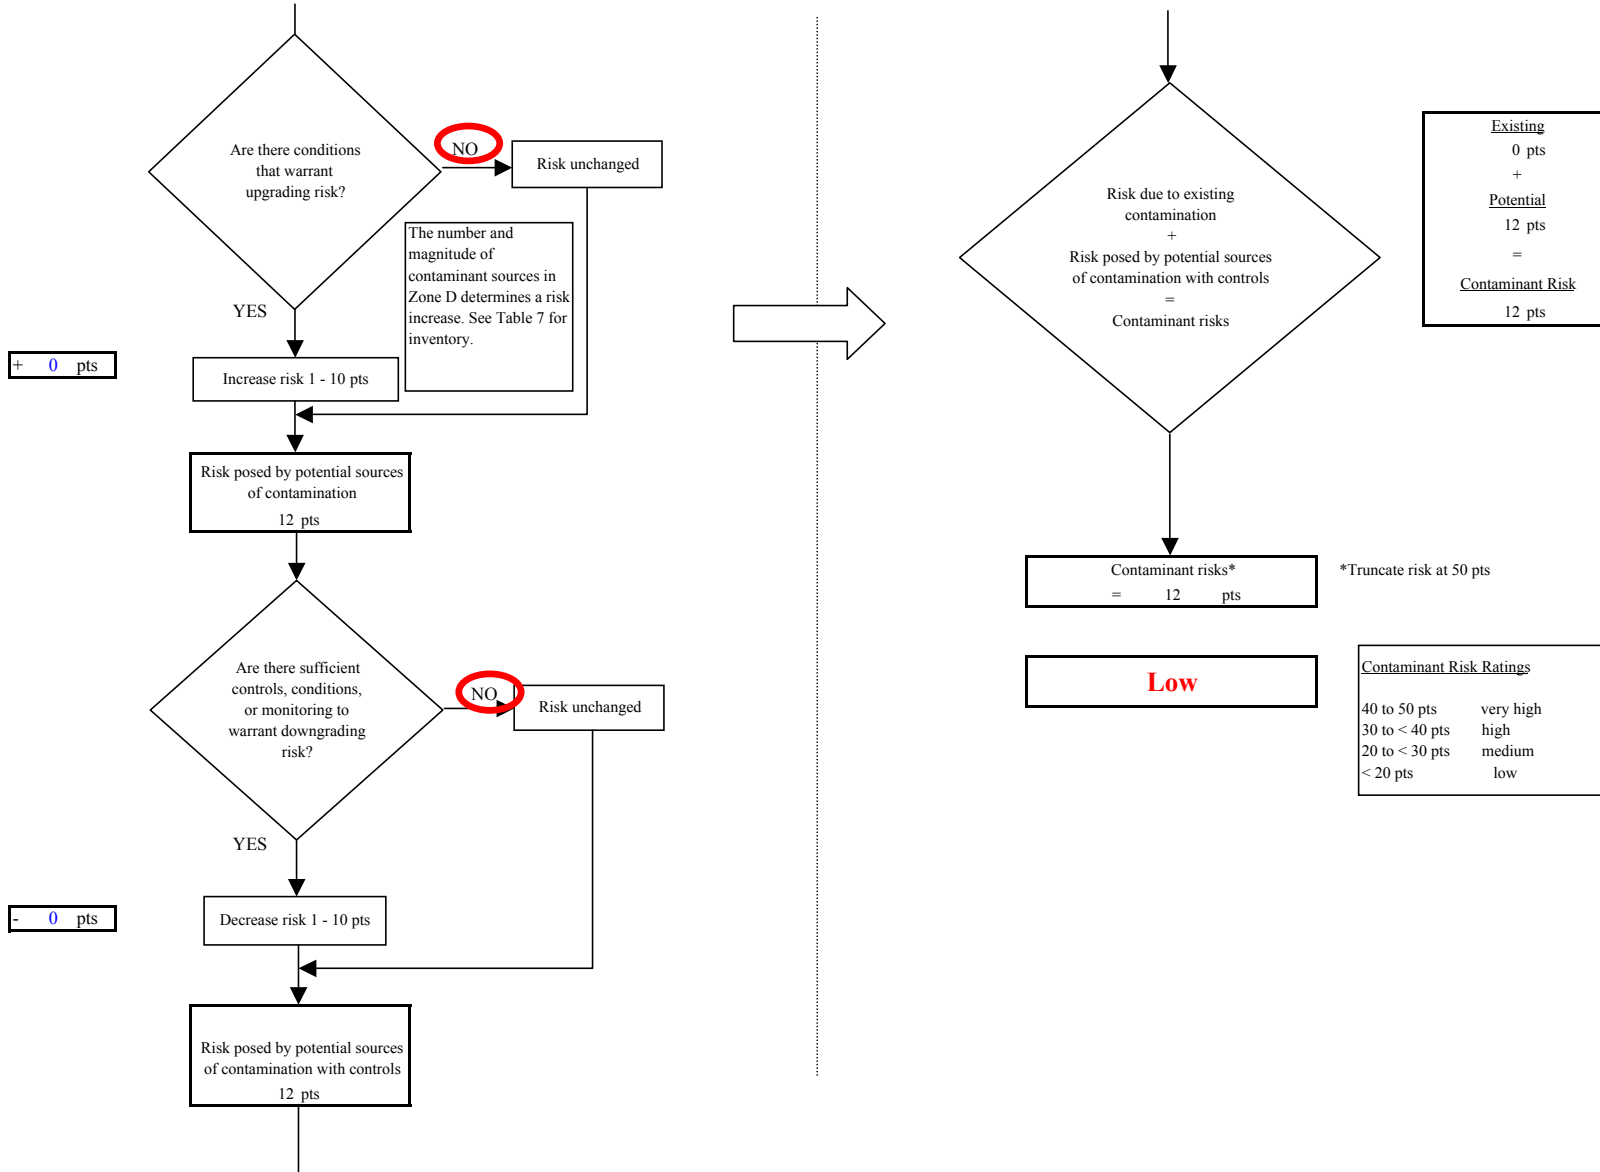 Are there conditions
that warrant
upgrading risk?
NO
Risk unchanged
The number and
magnitude of
contaminant sources in
Zone D determines a risk
increase. See Table 7 for
inventory.
YES
+ 0 pts
Increase risk 1 - 10 pts
Risk posed by potential sources
of contamination
12 pts
Are there sufficient
controls, conditions,
or monitoring to
warrant downgrading
risk?
NO
Risk unchanged
YES
- 0 pts
Decrease risk 1 - 10 pts
Risk posed by potential sources
of contamination with controls
12 pts
Risk due to existing
contamination
+
Risk posed by potential sources
of contamination with controls
=
Contaminant risks
Existing
0 pts
+
Potential
12 pts
=
Contaminant Risk
12 pts
Contaminant risks*
= 12 pts
*Truncate risk at 50 pts
Low
Contaminant Risk Ratings
40 to 50 pts very high
30 to < 40 pts high
20 to < 30 pts medium
< 20 pts low